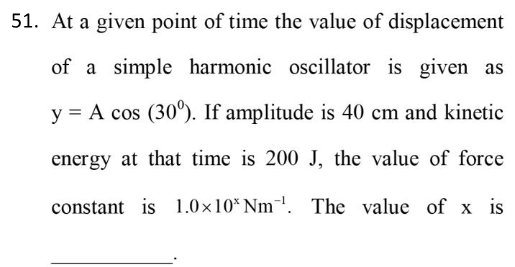 51. At a given point of time the value of displacement
of a simple harmonic oscillator is given as
y = A cos (30⁰). If amplitude is 40 cm and kinetic
energy at that time is 200 J, the value of force
constant is 1.0×10ˣ Nm⁻¹. The value of x is
____________.